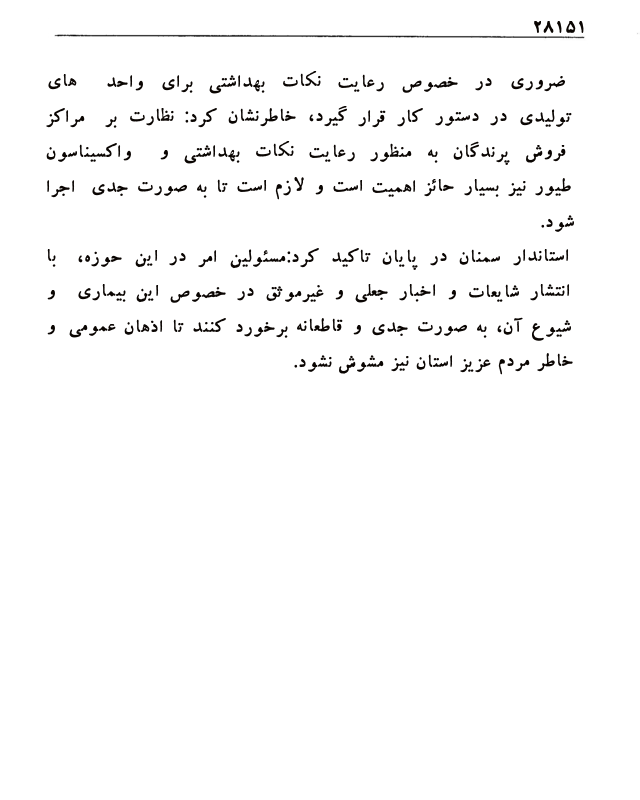 ۲۸۱۵۱
ضروری در خصوص رعایت نکات بهداشتی برای واحد های
تولیدی در دستور کار قرار گیرد، خاطرنشان کرد: نظارت بر مراکز
فروش پرندگان به منظور رعایت نکات بهداشتی و واکسیناسون
طیور نیز بسیار حائز اهمیت است و لازم است تا به صورت جدی اجرا
شود.
استاندار سمنان در پایان تاکید کرد:مسئولین امر در این حوزه، با
انتشار شایعات و اخبار جعلی و غیرموثق در خصوص این بیماری و
شیوع آن، به صورت جدی و قاطعانه برخورد کنند تا اذهان عمومی و
خاطر مردم عزیز استان نیز مشوش نشود.